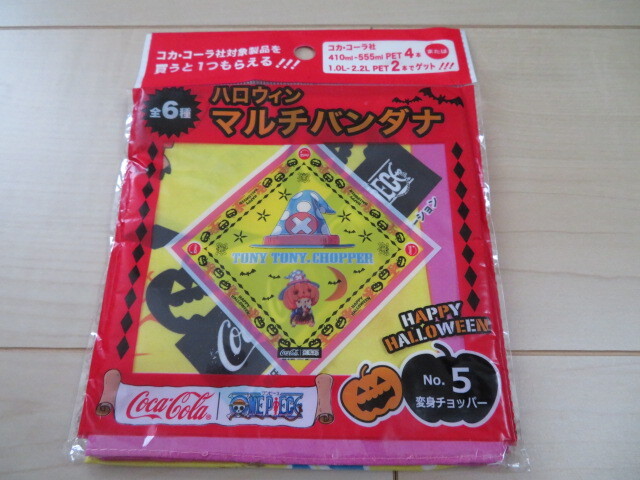 コカ・コーラ社対象製品を
買うと1つもらえる!!!
コカ・コーラ社
410ml-555ml PET 4本 または
1.0L-2.2L PET 2本でゲット!!!
全6種
ハロウィン
マルチバンダナ
TONY TONY.CHOPPER
HAPPY
HALLOWEEN
Coca-Cola
ONE PIECE
No. 5
変身チョッパー